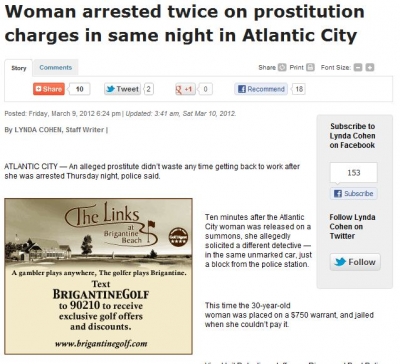 Woman arrested twice on prostitution
charges in same night in Atlantic City
Story
Comments
Share
Print
Font Size:
Share
10
Tweet
2
+1
0
Recommend
18
Posted: Friday, March 9, 2012 6:24 pm | Updated: 3:41 am, Sat Mar 10, 2012.
By LYNDA COHEN, Staff Writer |
Subscribe to
Lynda Cohen
on Facebook
153
Subscribe
Follow Lynda
Cohen on
Twitter
Follow
ATLANTIC CITY — An alleged prostitute didn't waste any time getting back to work after
she was arrested Thursday night, police said.
The Links
at
Brigantine
Beach
A gambler plays anywhere, The golfer plays Brigantine.
Text
BRIGANTINEGOLF
to 90210 to receive
exclusive golf offers
and discounts.
www.brigantinegolf.com
Ten minutes after the Atlantic
City woman was released on a
summons, she allegedly
solicited a different detective —
in the same unmarked car, just
a block from the police station.
This time the 30-year-old
woman was placed on a $750 warrant, and jailed
when she couldn't pay it.